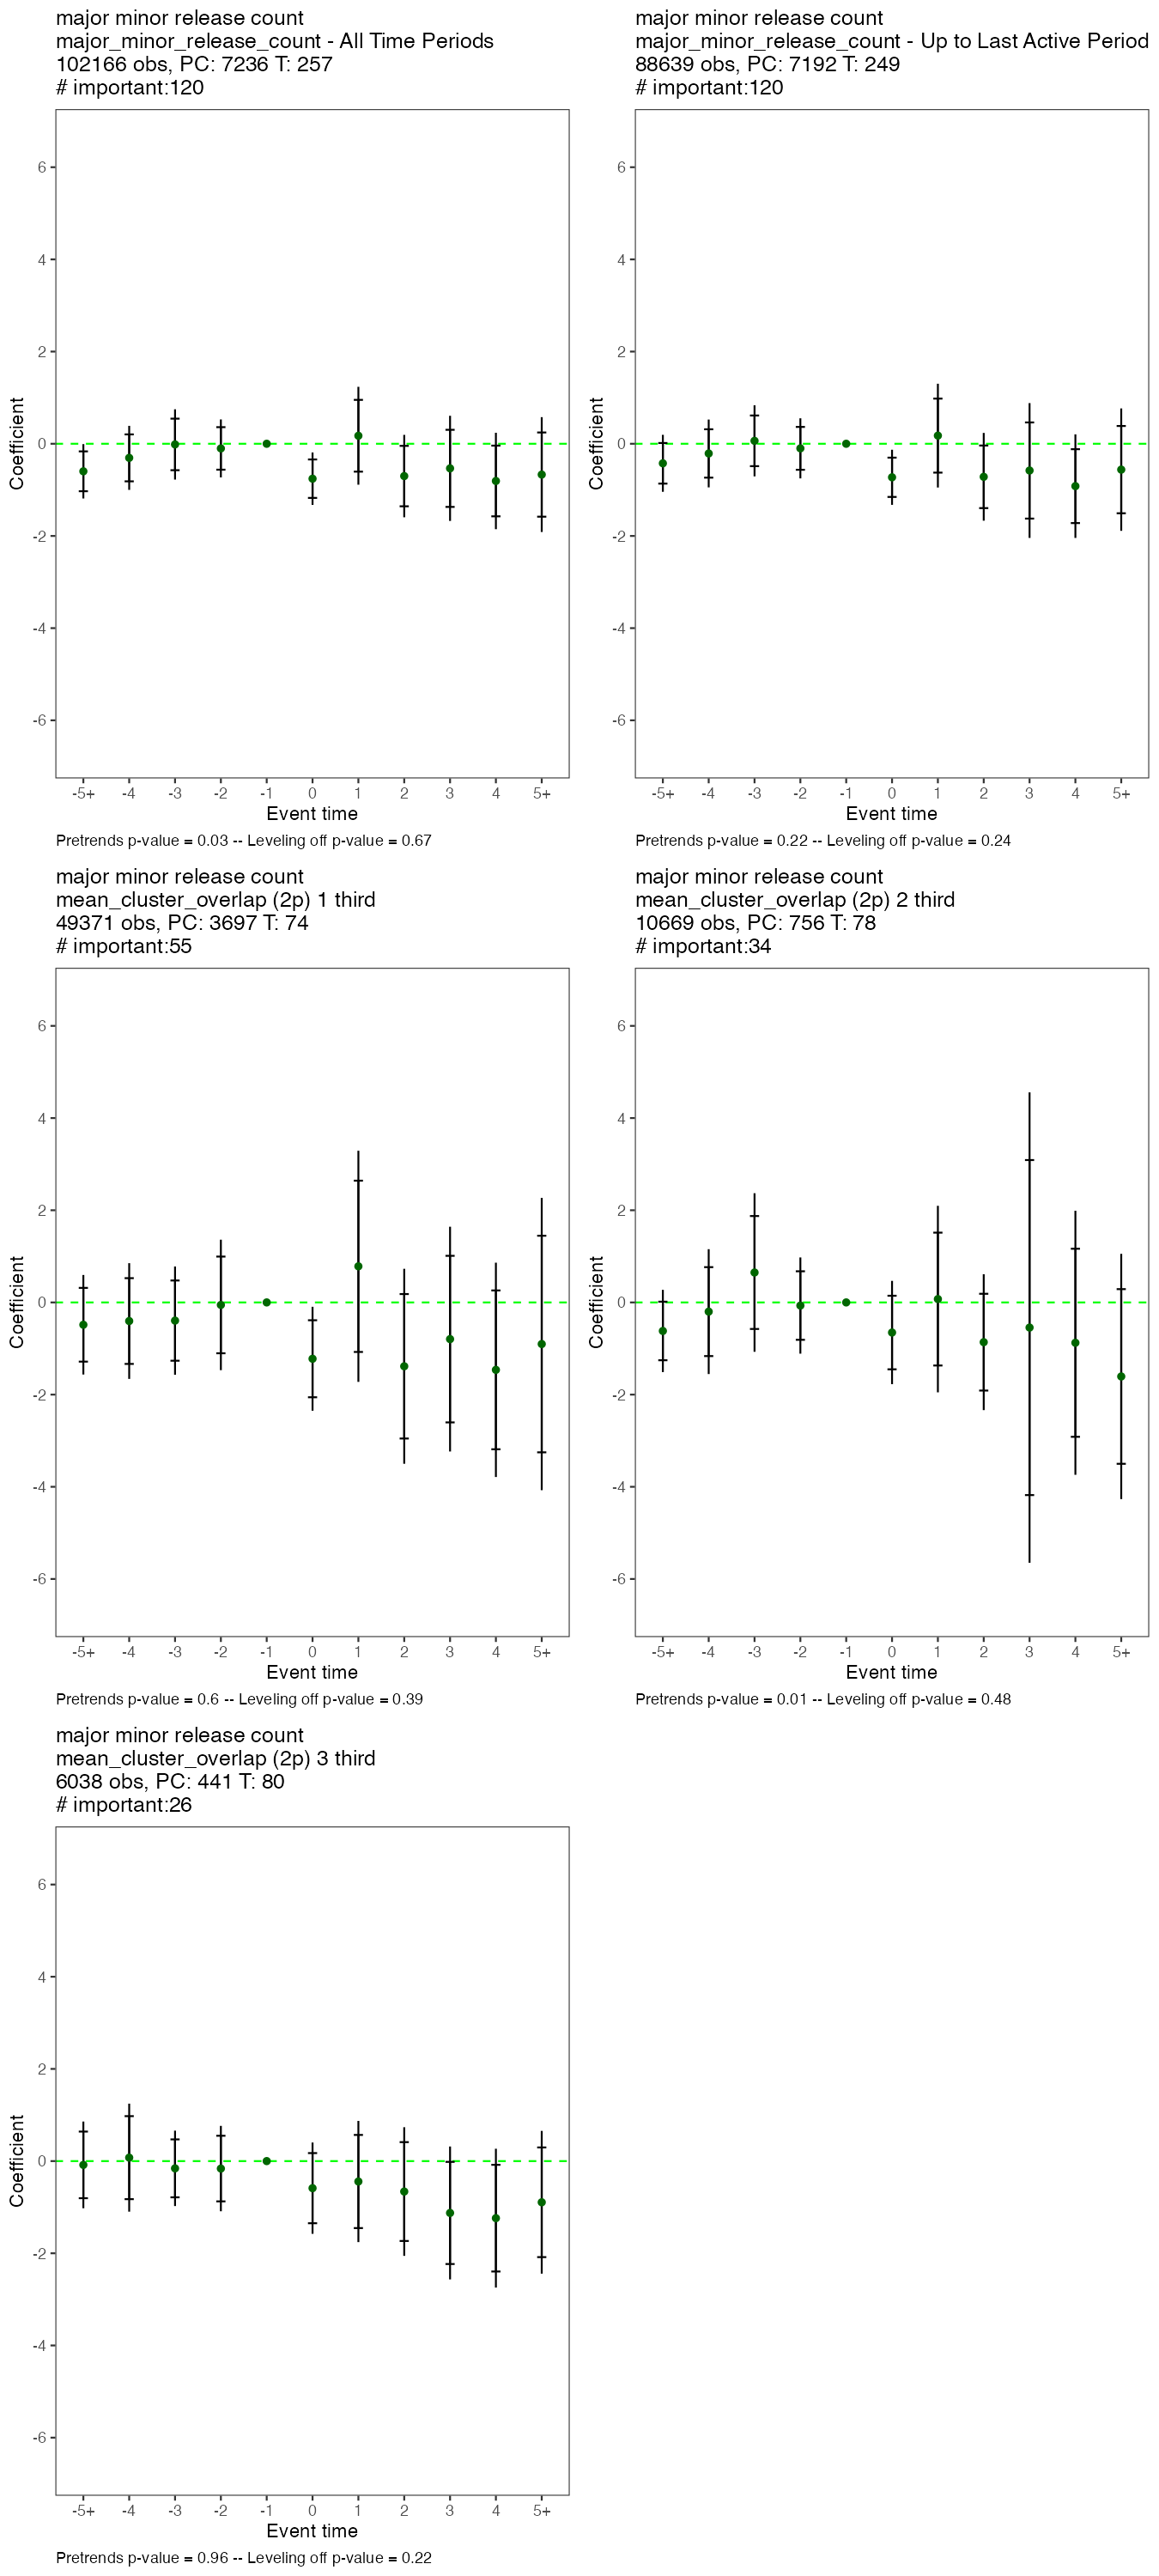 major minor release count
major_minor_release_count - All Time Periods
102166 obs, PC: 7236 T: 257
# important:120
6
4
2
0
-2
-4
-6
Coefficient
-5+ -4 -3 -2 -1 0 1 2 3 4 5+
Event time
Pretrends p-value = 0.03 -- Leveling off p-value = 0.67
major minor release count
major_minor_release_count - Up to Last Active Period
88639 obs, PC: 7192 T: 249
# important:120
6
4
2
0
-2
-4
-6
Coefficient
-5+ -4 -3 -2 -1 0 1 2 3 4 5+
Event time
Pretrends p-value = 0.22 -- Leveling off p-value = 0.24
major minor release count
mean_cluster_overlap (2p) 1 third
49371 obs, PC: 3697 T: 74
# important:55
6
4
2
0
-2
-4
-6
Coefficient
-5+ -4 -3 -2 -1 0 1 2 3 4 5+
Event time
Pretrends p-value = 0.6 -- Leveling off p-value = 0.39
major minor release count
mean_cluster_overlap (2p) 2 third
10669 obs, PC: 756 T: 78
# important:34
6
4
2
0
-2
-4
-6
Coefficient
-5+ -4 -3 -2 -1 0 1 2 3 4 5+
Event time
Pretrends p-value = 0.01 -- Leveling off p-value = 0.48
major minor release count
mean_cluster_overlap (2p) 3 third
6038 obs, PC: 441 T: 80
# important:26
6
4
2
0
-2
-4
-6
Coefficient
-5+ -4 -3 -2 -1 0 1 2 3 4 5+
Event time
Pretrends p-value = 0.96 -- Leveling off p-value = 0.22